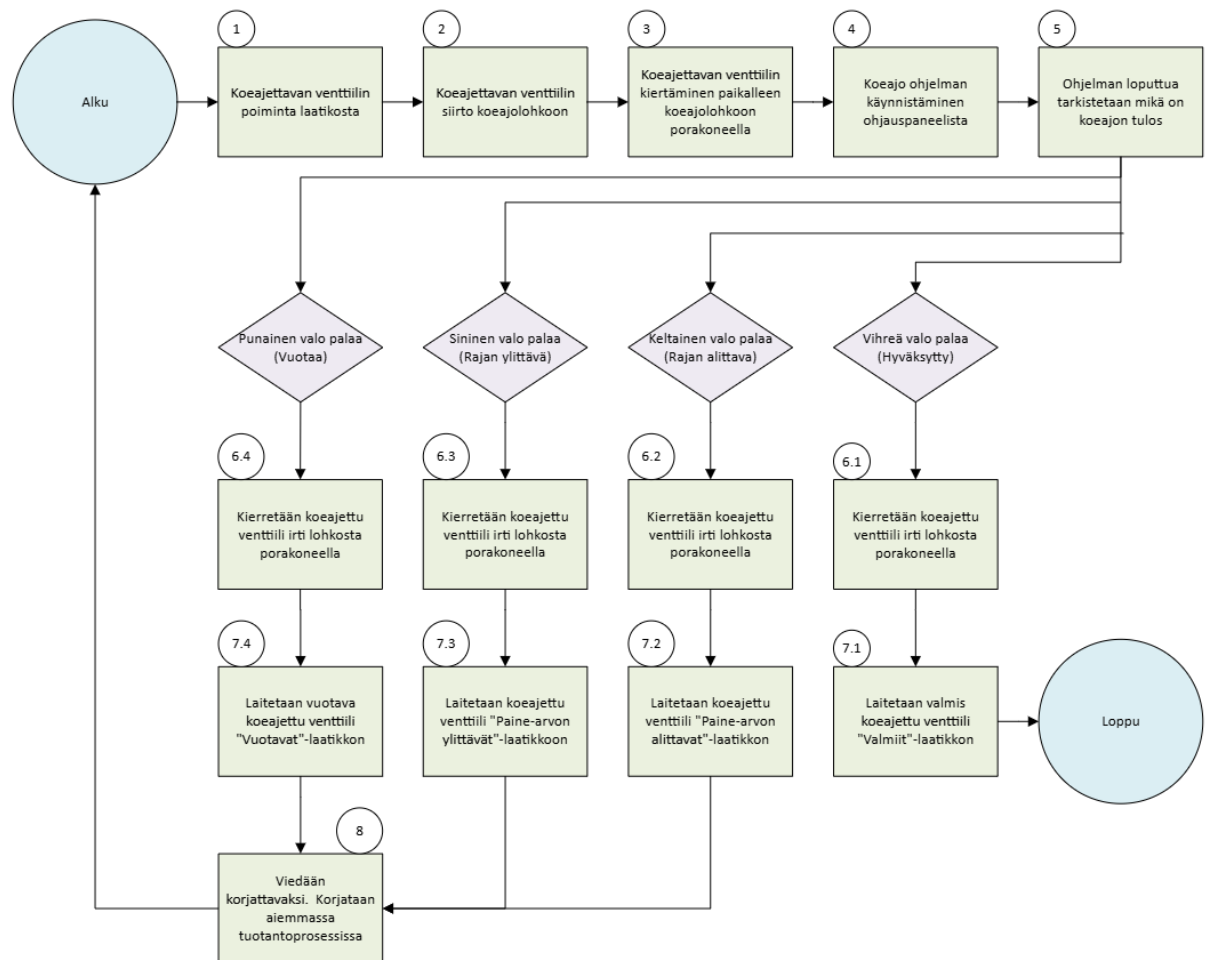 1
2
3
4
5
Alku
Koeajettavan venttiilin
poiminta laatikosta
Koeajettavan venttiilin
siirto koeajolohkoon
Koeajettavan venttiilin
kiertäminen paikalleen
koeajolohkoon
porakoneella
Koeajo ohjelman
käynnistäminen
ohjauspaneelista
Ohjelman loputtua
tarkistetaan mikä on
koeajon tulos
Punainen valo palaa
(Vuotaa)
Sininen valo palaa
(Rajan ylittävä)
Keltainen valo palaa
(Rajan alittava)
Vihreä valo palaa
(Hyväksytty)
6.4
6.3
6.2
6.1
Kierretään koeajettu
venttiili irti lohkosta
porakoneella
Kierretään koeajettu
venttiili irti lohkosta
porakoneella
Kierretään koeajettu
venttiili irti lohkosta
porakoneella
Kierretään koeajettu
venttiili irti lohkosta
porakoneella
7.4
7.3
7.2
7.1
Laitetaan vuotava
koeajettu venttiili
"Vuotavat"-laatikkon
Laitetaan koeajettu
venttiili "Paine-arvon
ylittävät"-laatikkoon
Laitetaan koeajettu
venttiili "Paine-arvon
alittavat"-laatikkon
Laitetaan valmis
koeajettu venttiili
"Valmiit"-laatikkon
Loppu
8
Viedään
korjattavaksi. Korjataan
aiemmassa
tuotantoprosessissa